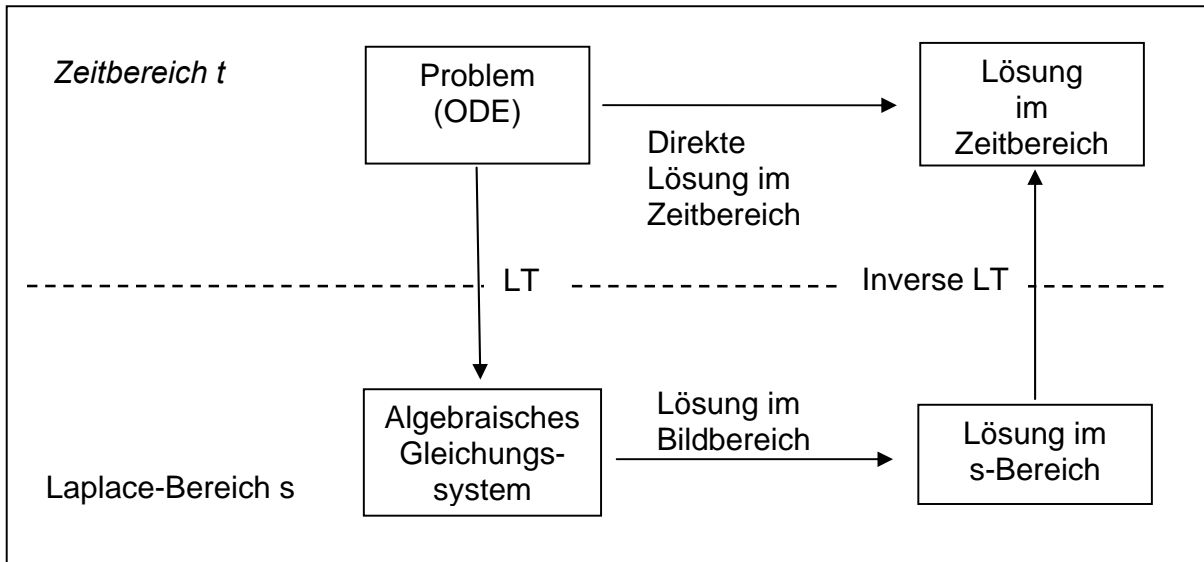 Zeitbereich t
Problem
(ODE)
Lösung
im
Zeitbereich
Direkte
Lösung im
Zeitbereich
LT
Inverse LT
Algebraisches
Gleichungs-
system
Lösung im
Bildbereich
Lösung im
s-Bereich
Laplace-Bereich s